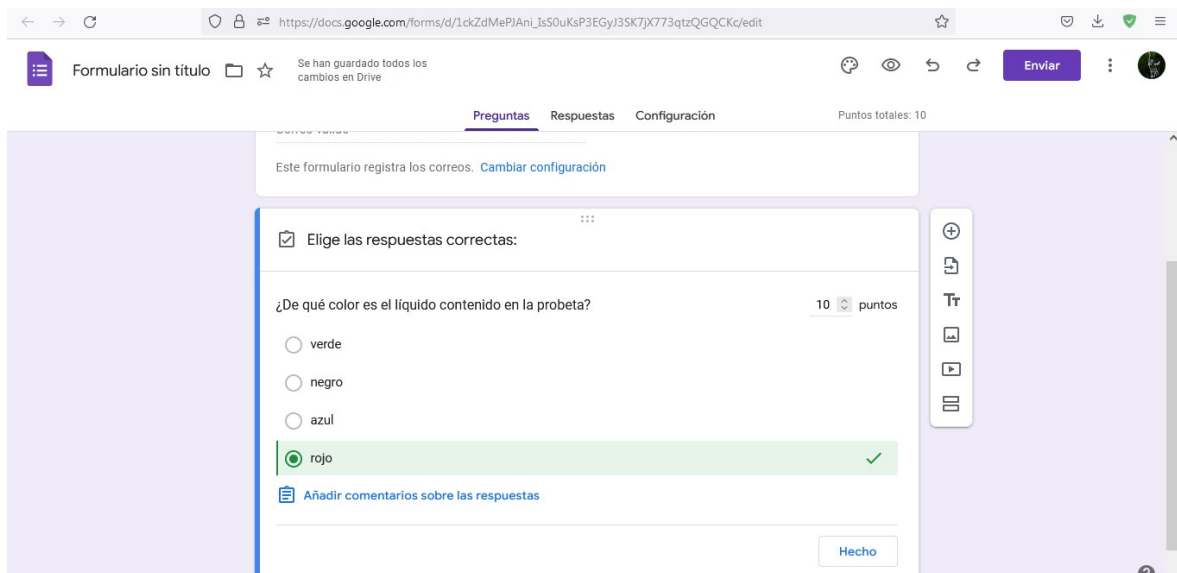 https://docs.google.com/forms/d/1ckZdMePJAni_IsS0uKsP3EGyJ3SK7jX773qtzQGQCKc/edit
Formulario sin título
Se han guardado todos los
cambios en Drive
Enviar
Preguntas Respuestas Configuración Puntos totales: 10
Este formulario registra los correos. Cambiar configuración
Elige las respuestas correctas:
¿De qué color es el líquido contenido en la probeta? 10 puntos
verde
negro
azul
rojo
Añadir comentarios sobre las respuestas
Hecho